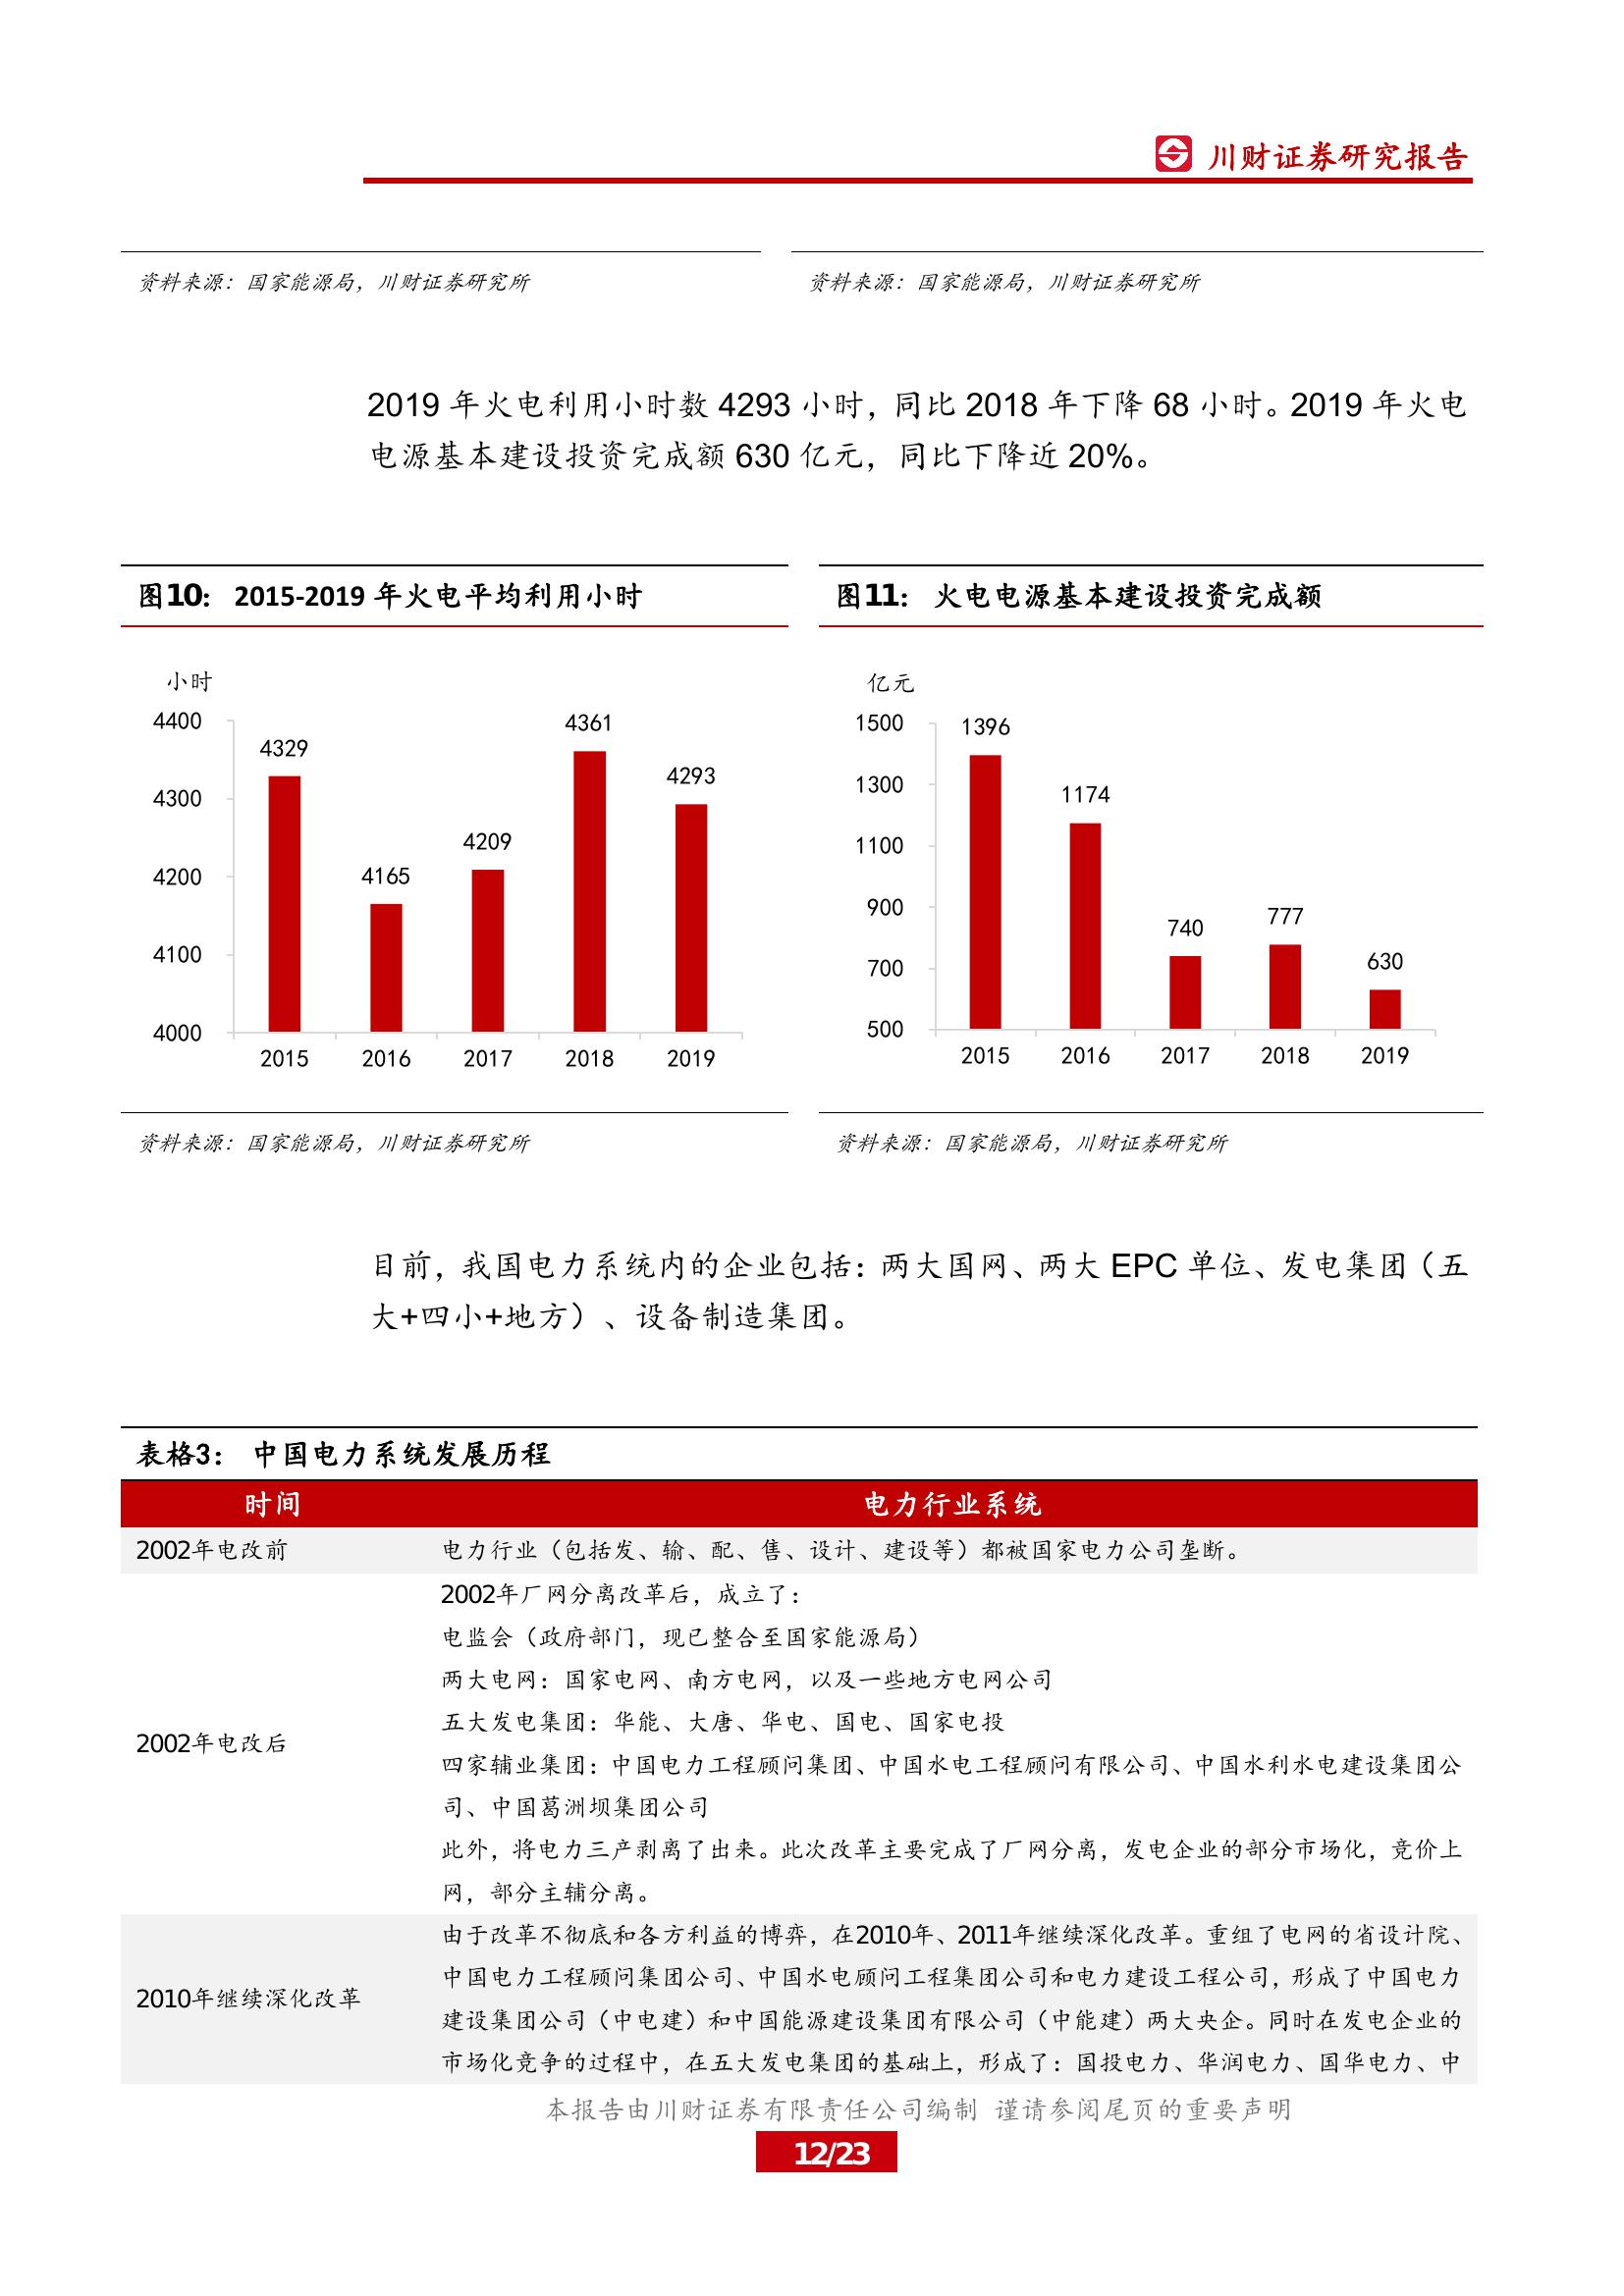 川财证券研究报告
资料来源：国家能源局，川财证券研究所
资料来源：国家能源局，川财证券研究所
2019 年火电利用小时数 4293 小时，同比 2018 年下降 68 小时。2019 年火电
电源基本建设投资完成额 630 亿元，同比下降近 20%。
图10： 2015-2019 年火电平均利用小时
小时
4400
4300
4200
4100
4000
4329
4165
4209
4361
4293
2015 2016 2017 2018 2019
资料来源：国家能源局，川财证券研究所
图11： 火电电源基本建设投资完成额
亿元
1500
1300
1100
900
700
500
1396
1174
740
777
630
2015 2016 2017 2018 2019
资料来源：国家能源局，川财证券研究所
目前，我国电力系统内的企业包括：两大国网、两大 EPC 单位、发电集团（五
大+四小+地方）、设备制造集团。
表格3： 中国电力系统发展历程
时间 电力行业系统
2002年电改前 电力行业（包括发、输、配、售、设计、建设等）都被国家电力公司垄断。
2002年电改后
2002年厂网分离改革后，成立了：
电监会（政府部门，现已整合至国家能源局）
两大电网：国家电网、南方电网，以及一些地方电网公司
五大发电集团：华能、大唐、华电、国电、国家电投
四家辅业集团：中国电力工程顾问集团、中国水电工程顾问有限公司、中国水利水电建设集团公
司、中国葛洲坝集团公司
此外，将电力三产剥离了出来。此次改革主要完成了厂网分离，发电企业的部分市场化，竞价上
网，部分主辅分离。
2010年继续深化改革
由于改革不彻底和各方利益的博弈，在2010年、2011年继续深化改革。重组了电网的省设计院、
中国电力工程顾问集团公司、中国水电顾问工程集团公司和电力建设工程公司，形成了中国电力
建设集团公司（中电建）和中国能源建设集团有限公司（中能建）两大央企。同时在发电企业的
市场化竞争的过程中，在五大发电集团的基础上，形成了：国投电力、华润电力、国华电力、中
本报告由川财证券有限责任公司编制 谨请参阅尾页的重要声明
12/23